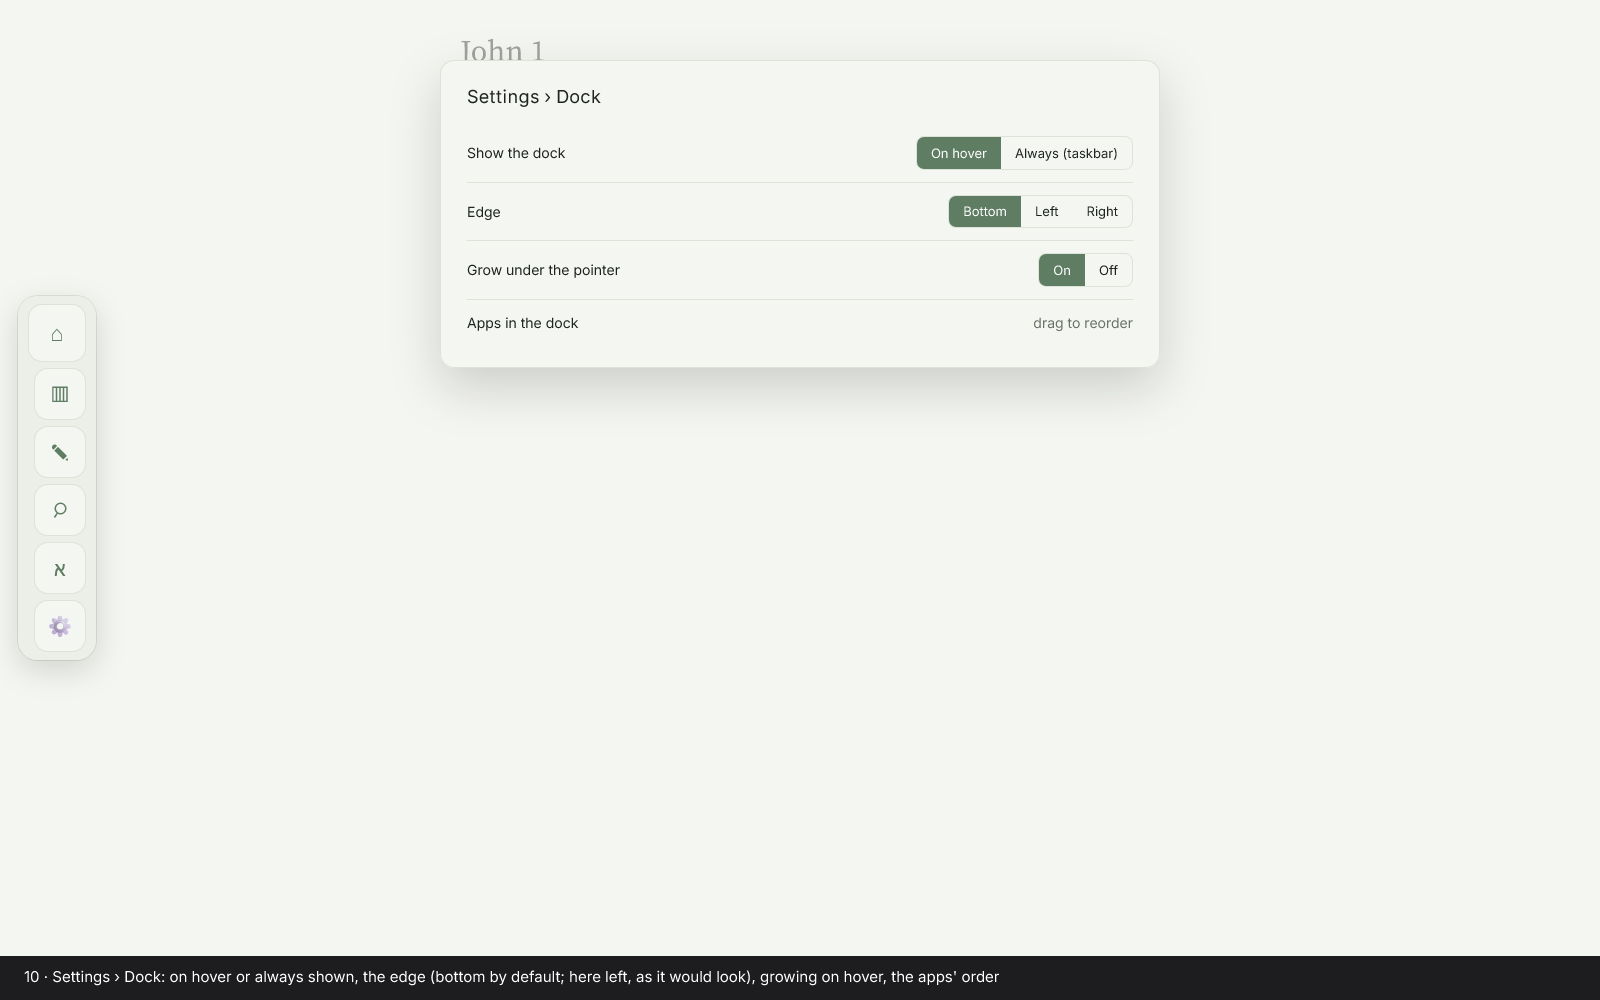 John 1
Settings › Dock
Show the dock
On hover
Always (taskbar)
Edge
Bottom
Left
Right
Grow under the pointer
On
Off
Apps in the dock
drag to reorder
א
10 · Settings › Dock: on hover or always shown, the edge (bottom by default; here left, as it would look), growing on hover, the apps' order